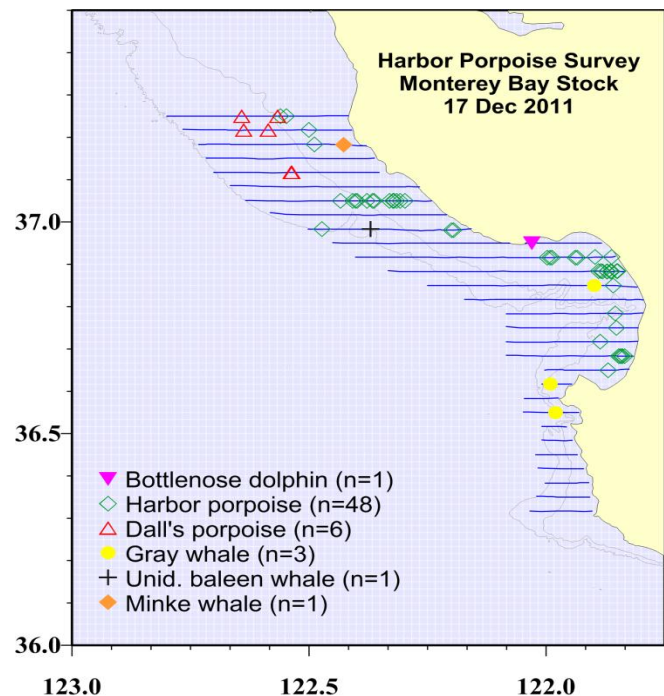 Harbor Porpoise Survey
Monterey Bay Stock
17 Dec 2011
37.0
36.5
Bottlenose dolphin (n=1)
Harbor porpoise (n=48)
Dall's porpoise (n=6)
Gray whale (n=3)
Unid. baleen whale (n=1)
Minke whale (n=1)
36.0
123.0 122.5 122.0